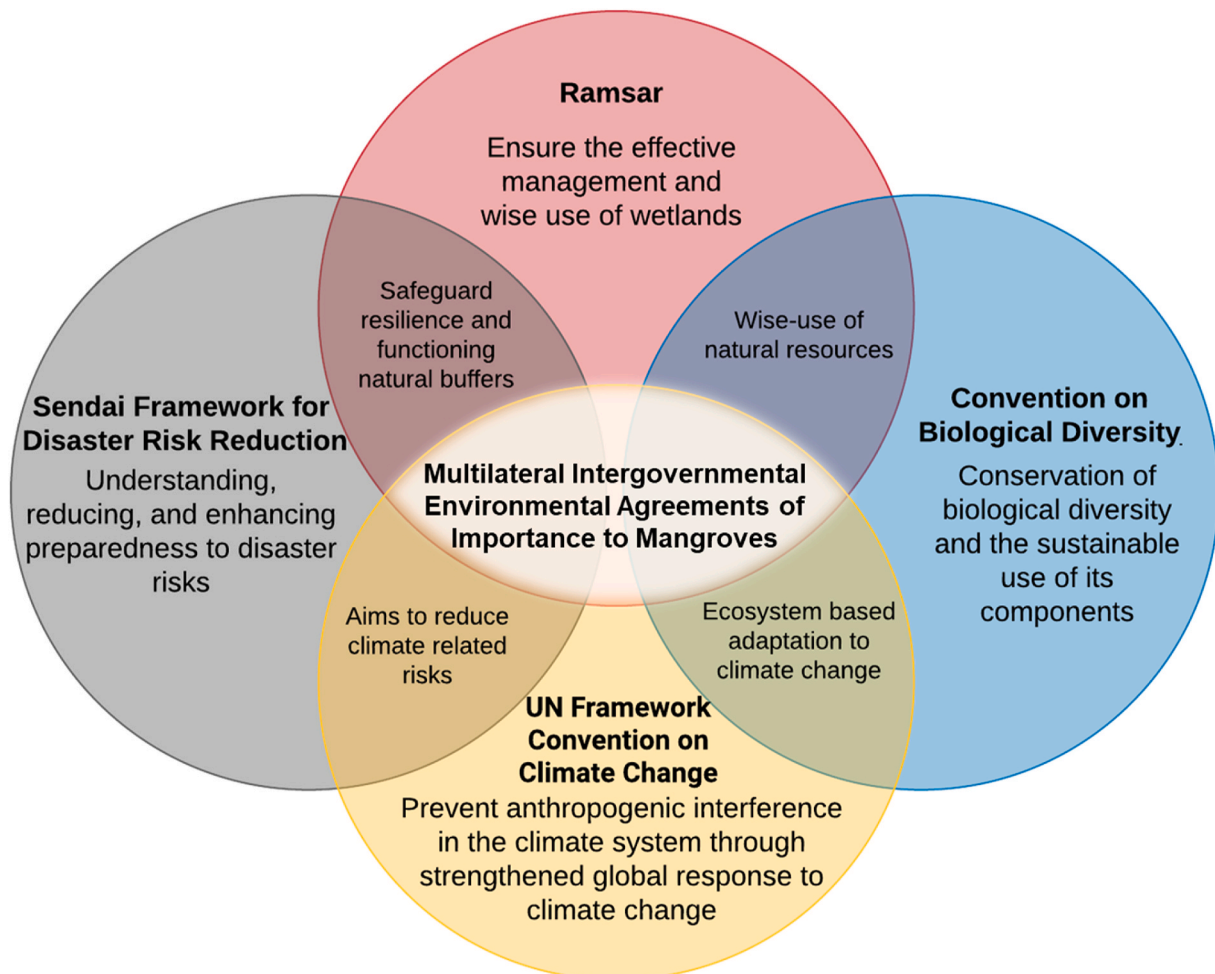 Ramsar
Ensure the effective
management and
wise use of wetlands
Safeguard
resilience and
functioning
natural buffers
Wise-use of
natural resources
Sendai Framework for
Disaster Risk Reduction
Understanding,
reducing, and enhancing
preparedness to disaster
risks
Multilateral Intergovernmental
Environmental Agreements of
Importance to Mangroves
Convention on
Biological Diversity.
Conservation of
biological diversity
and the sustainable
use of its
components
Aims to reduce
climate related
risks
Ecosystem based
adaptation to
climate change
UN Framework
Convention on
Climate Change
Prevent anthropogenic interference
in the climate system through
strengthened global response to
climate change